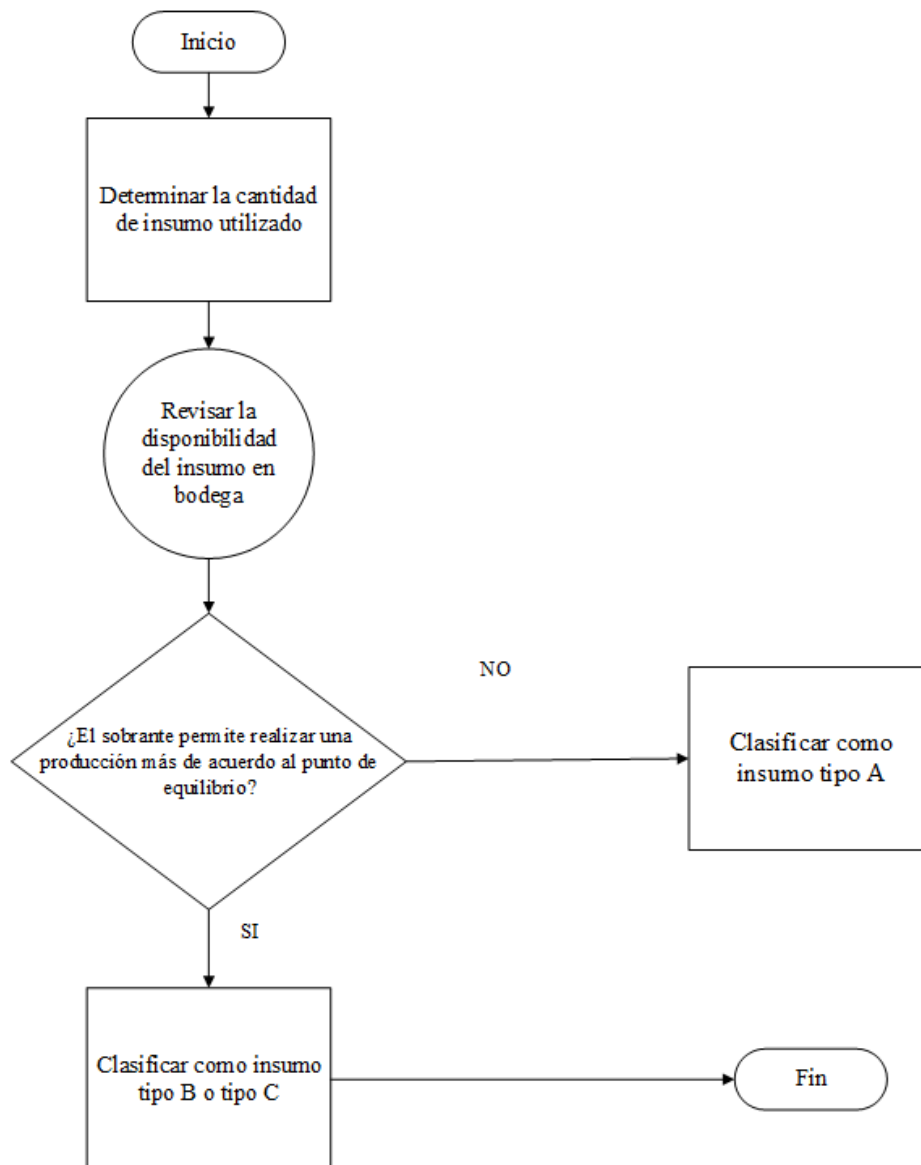 Inicio
Determinar la cantidad
de insumo utilizado
Revisar la
disponibilidad
del insumo en
bodega
¿El sobrante permite realizar una
producción más de acuerdo al punto de
equilibrio?
NO
Clasificar como
insumo tipo A
SI
Clasificar como insumo
tipo B o tipo C
Fin